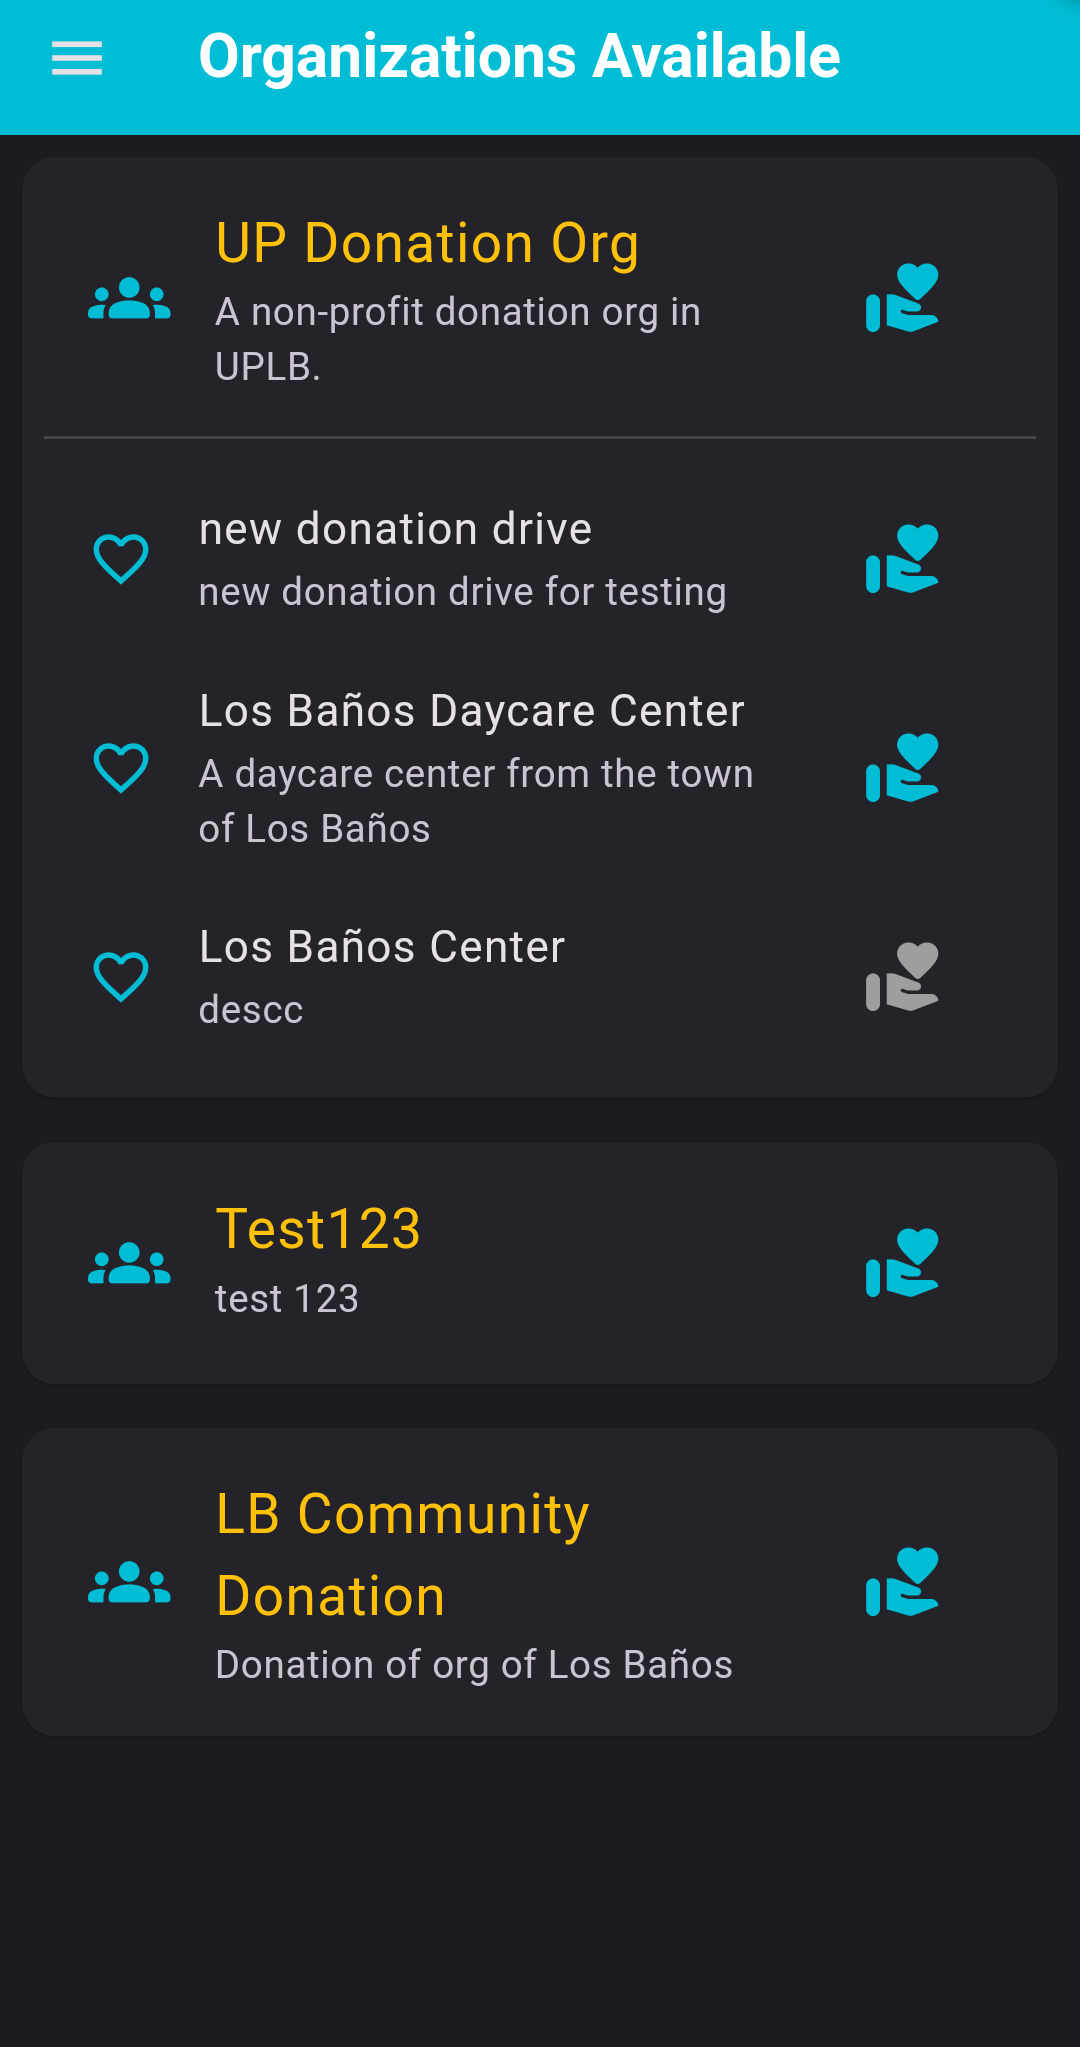 Organizations Available
UP Donation Org
A non-profit donation org in
UPLB.
new donation drive
new donation drive for testing
Los Baños Daycare Center
A daycare center from the town
of Los Baños
Los Baños Center
descc
Test123
test 123
LB Community
Donation
Donation of org of Los Baños